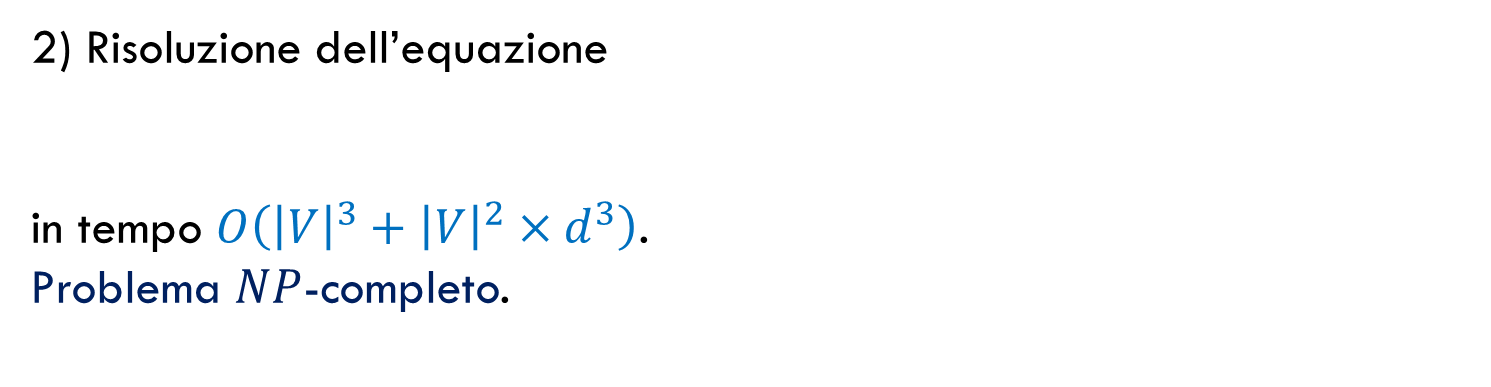 2) Risoluzione dell’equazione
in tempo O(|V|³ + |V|² × d³).
Problema NP-completo.